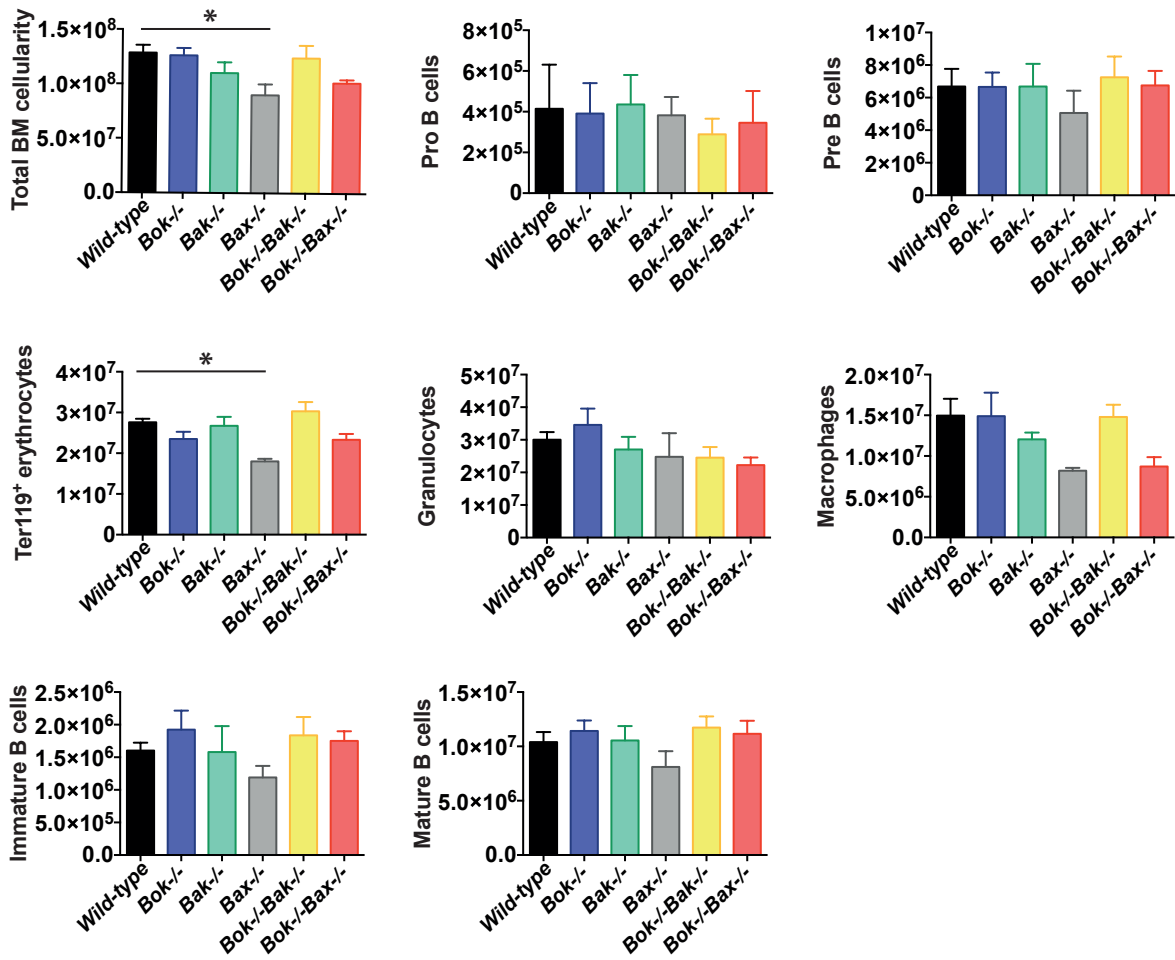 Total BM cellularity
1.5×10⁸
1.0×10⁸
5.0×10⁷
0.0
*
Wild-type
Bok-/-
Bak-/-
Bax-/-
Bok-/-Bak-/-
Bok-/-Bax-/-
Pro B cells
8×10⁵
6×10⁵
4×10⁵
2×10⁵
0
Wild-type
Bok-/-
Bak-/-
Bax-/-
Bok-/-Bak-/-
Bok-/-Bax-/-
Pre B cells
1×10⁷
8×10⁶
6×10⁶
4×10⁶
2×10⁶
0
Wild-type
Bok-/-
Bak-/-
Bax-/-
Bok-/-Bak-/-
Bok-/-Bax-/-
Ter119⁺ erythrocytes
4×10⁷
3×10⁷
2×10⁷
1×10⁷
0
*
Wild-type
Bok-/-
Bak-/-
Bax-/-
Bok-/-Bak-/-
Bok-/-Bax-/-
Granulocytes
5×10⁷
4×10⁷
3×10⁷
2×10⁷
1×10⁷
0
Wild-type
Bok-/-
Bak-/-
Bax-/-
Bok-/-Bak-/-
Bok-/-Bax-/-
Macrophages
2.0×10⁷
1.5×10⁷
1.0×10⁷
5.0×10⁶
0.0
Wild-type
Bok-/-
Bak-/-
Bax-/-
Bok-/-Bak-/-
Bok-/-Bax-/-
Immature B cells
2.5×10⁶
2.0×10⁶
1.5×10⁶
1.0×10⁶
5.0×10⁵
0.0
Wild-type
Bok-/-
Bak-/-
Bax-/-
Bok-/-Bak-/-
Bok-/-Bax-/-
Mature B cells
1.5×10⁷
1.0×10⁷
5.0×10⁶
0.0
Wild-type
Bok-/-
Bak-/-
Bax-/-
Bok-/-Bak-/-
Bok-/-Bax-/-